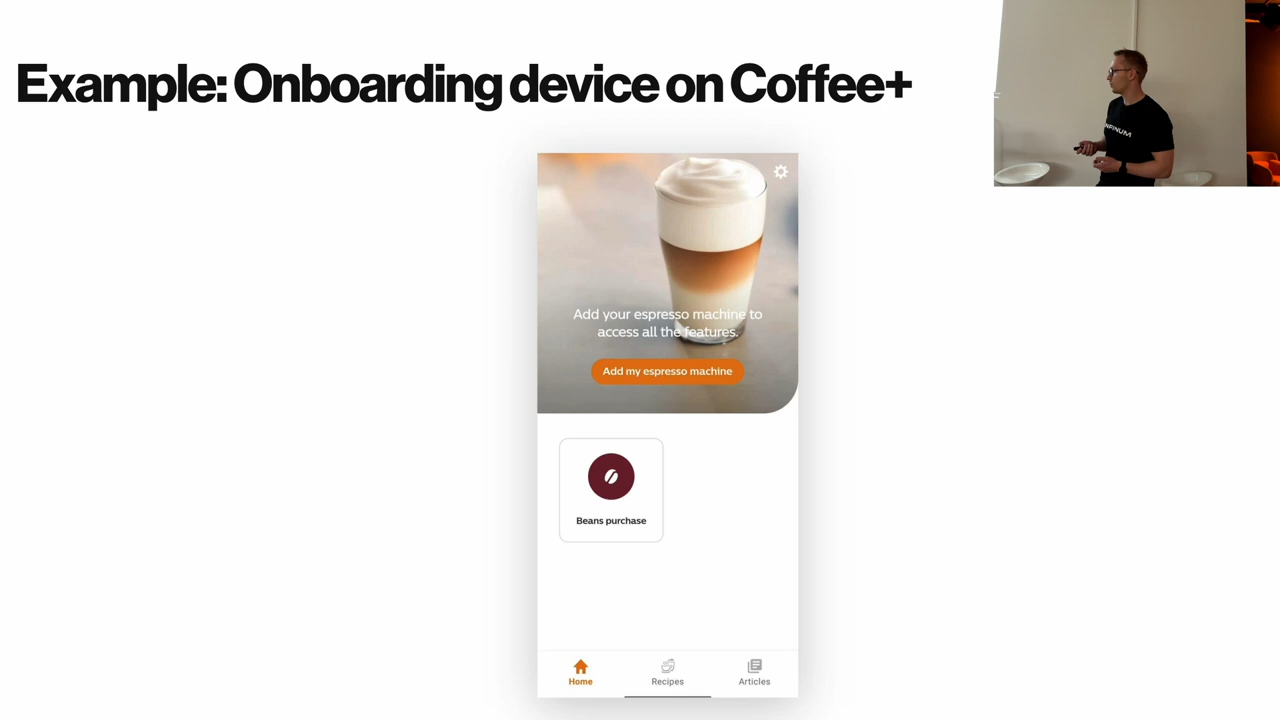 Example: Onboarding device on Coffee+
INFINUM
Add your espresso machine to
access all the features.
Add my espresso machine
Beans purchase
Home
Recipes
Articles